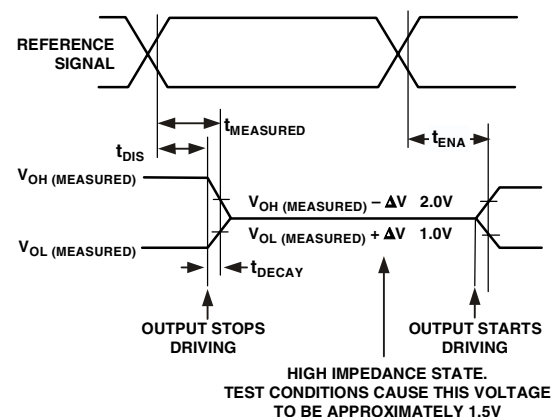 REFERENCE
SIGNAL
tMEASURED
tDIS
tENA
VOH (MEASURED)
VOH (MEASURED) – ΔV 2.0V
VOL (MEASURED) + ΔV 1.0V
VOL (MEASURED)
tDECAY
OUTPUT STOPS
DRIVING
OUTPUT STARTS
DRIVING
HIGH IMPEDANCE STATE.
TEST CONDITIONS CAUSE THIS VOLTAGE
TO BE APPROXIMATELY 1.5V